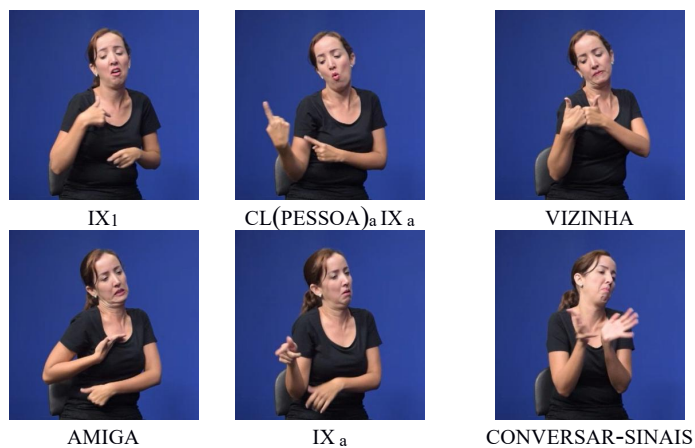 IX1 CL(PESSOA)a IX a VIZINHA
AMIGA IX a CONVERSAR-SINAIS